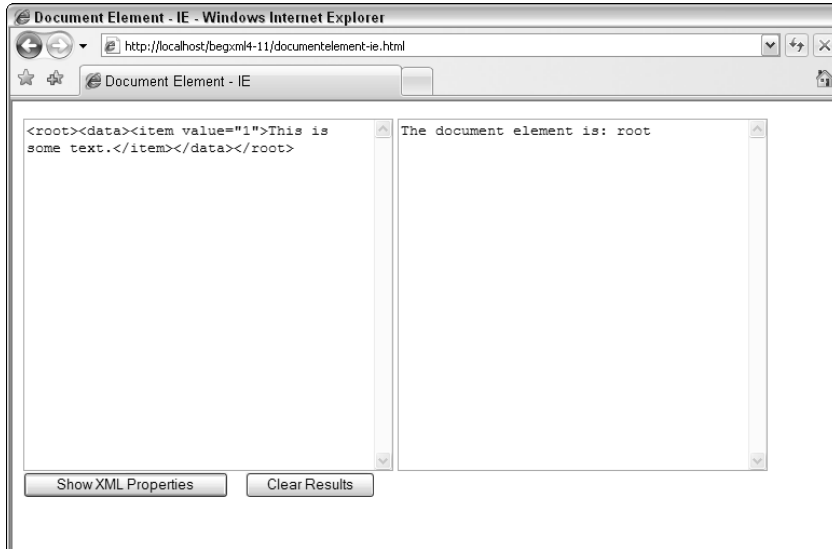 Document Element - IE - Windows Internet Explorer
http://localhost/begxml4-11/documentelement-ie.html
Document Element - IE
<root><data><item value="1">This is
some text.</item></data></root>
The document element is: root
Show XML Properties
Clear Results